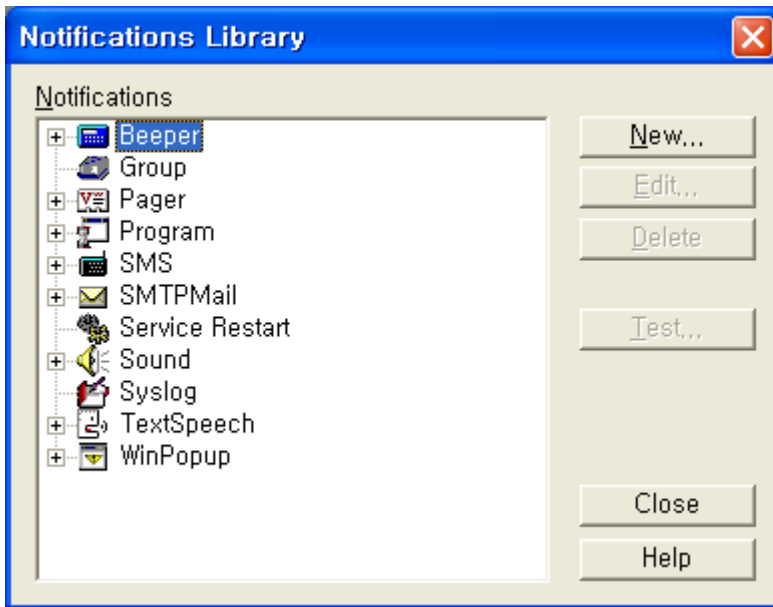 Notifications Library
Notifications
Beeper
Group
Pager
Program
SMS
SMTPMail
Service Restart
Sound
Syslog
TextSpeech
WinPopup
New...
Edit...
Delete
Test...
Close
Help